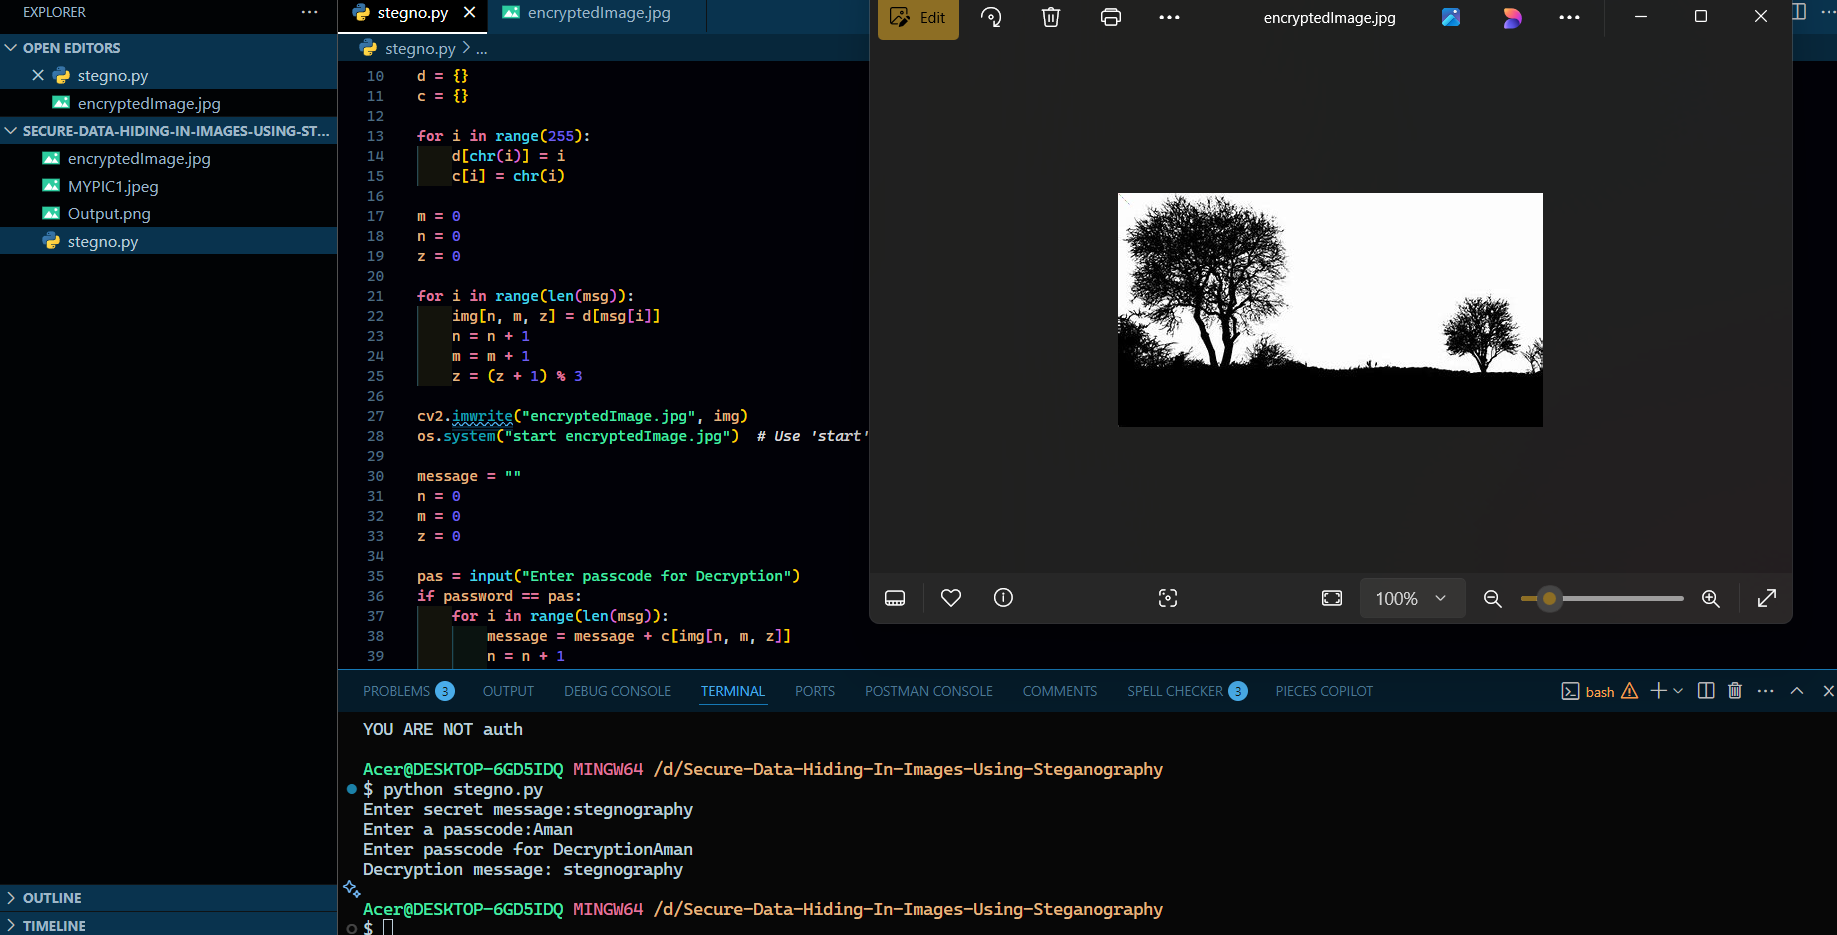 EXPLORER
OPEN EDITORS
stegno.py
encryptedImage.jpg
SECURE-DATA-HIDING-IN-IMAGES-USING-ST...
encryptedImage.jpg
MYPIC1.jpeg
Output.png
stegno.py
OUTLINE
TIMELINE
stegno.py
encryptedImage.jpg
stegno.py > ...
10 d = {}
11 c = {}
12
13 for i in range(255):
14 d[chr(i)] = i
15 c[i] = chr(i)
16
17 m = 0
18 n = 0
19 z = 0
20
21 for i in range(len(msg)):
22 img[n, m, z] = d[msg[i]]
23 n = n + 1
24 m = m + 1
25 z = (z + 1) % 3
26
27 cv2.imwrite("encryptedImage.jpg", img)
28 os.system("start encryptedImage.jpg") # Use 'start'
29
30 message = ""
31 n = 0
32 m = 0
33 z = 0
34
35 pas = input("Enter passcode for Decryption")
36 if password == pas:
37 for i in range(len(msg)):
38 message = message + c[img[n, m, z]]
39 n = n + 1
Edit
encryptedImage.jpg
100%
PROBLEMS 3 OUTPUT DEBUG CONSOLE TERMINAL PORTS POSTMAN CONSOLE COMMENTS SPELL CHECKER 3 PIECES COPILOT
bash
YOU ARE NOT auth
Acer@DESKTOP-6GD5IDQ MINGW64 /d/Secure-Data-Hiding-In-Images-Using-Steganography
$ python stegno.py
Enter secret message:stegnography
Enter a passcode:Aman
Enter passcode for DecryptionAman
Decryption message: stegnography
Acer@DESKTOP-6GD5IDQ MINGW64 /d/Secure-Data-Hiding-In-Images-Using-Steganography
$